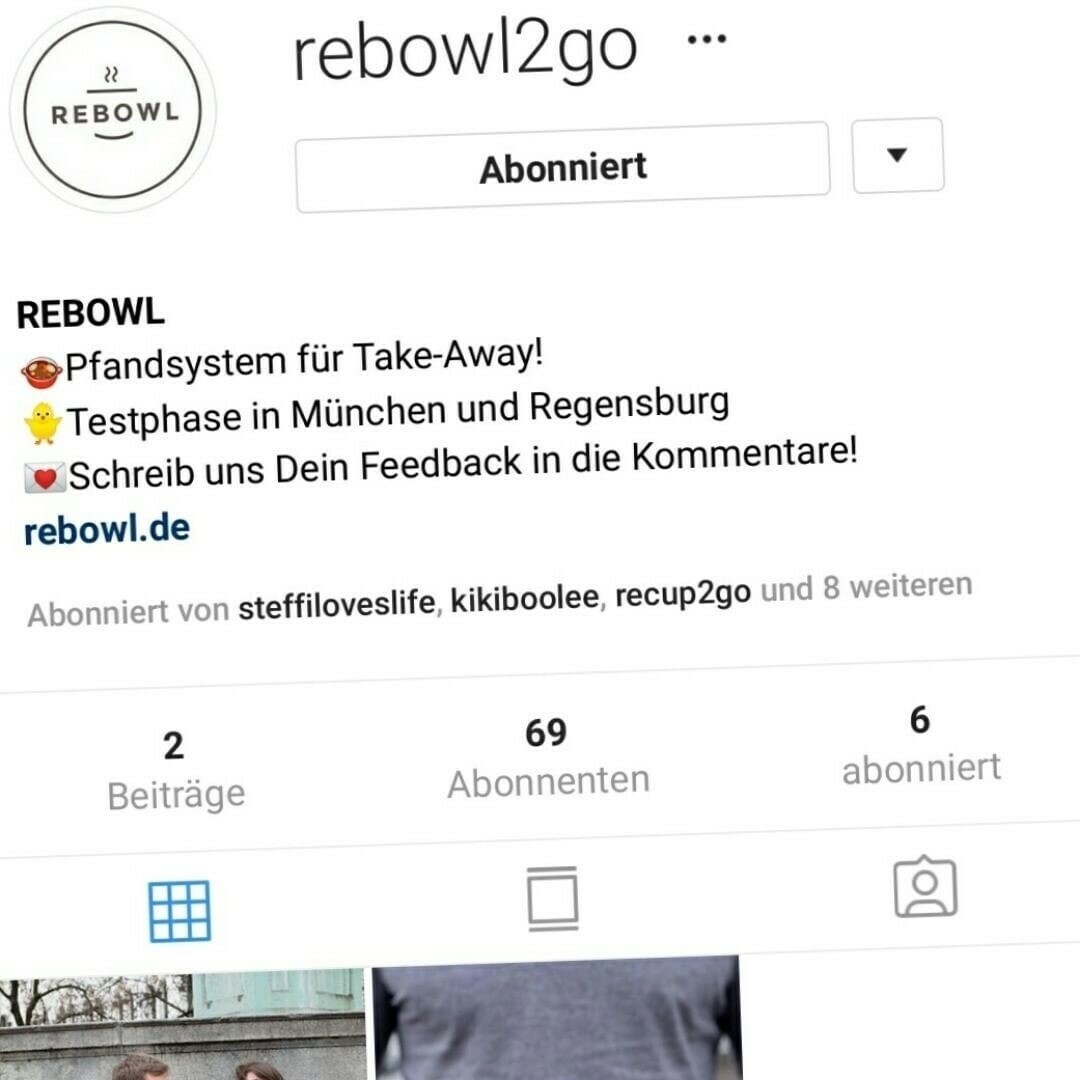 REBOWL
rebowl2go
Abonniert
REBOWL
Pfandsystem für Take-Away!
Testphase in München und Regensburg
Schreib uns Dein Feedback in die Kommentare!
rebowl.de
Abonniert von steffiloveslife, kikiboolee, recup2go und 8 weiteren
2 69 6
Beiträge Abonnenten abonniert